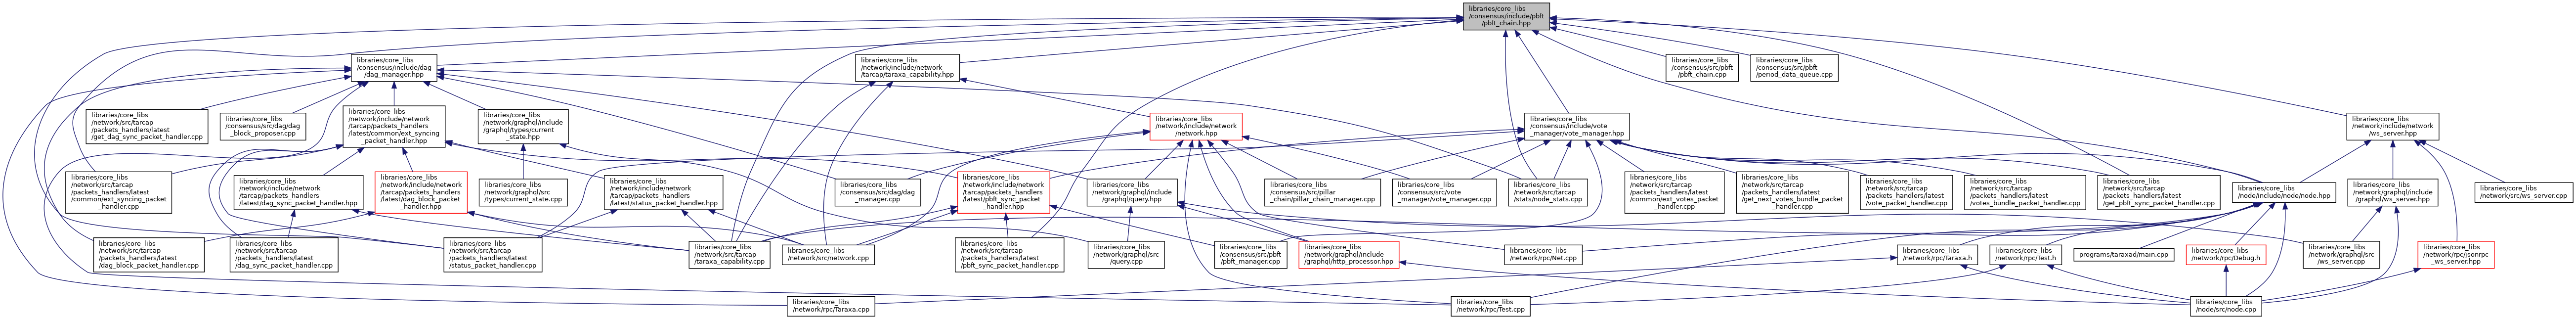 libraries/core_libs
/consensus/include/pbft
/pbft_chain.hpp
libraries/core_libs
/consensus/include/dag
/dag_manager.hpp
libraries/core_libs
/network/include/network
/tarcap/taraxa_capability.hpp
libraries/core_libs
/consensus/src/pbft
/pbft_chain.cpp
libraries/core_libs
/consensus/src/pbft
/period_data_queue.cpp
libraries/core_libs
/network/src/tarcap
/packets_handlers/latest
/get_dag_sync_packet_handler.cpp
libraries/core_libs
/consensus/src/dag/dag
_block_proposer.cpp
libraries/core_libs
/network/include/network
/tarcap/packets_handlers
/latest/common/ext_syncing
_packet_handler.hpp
libraries/core_libs
/network/graphql/include
/graphql/types/current
_state.hpp
libraries/core_libs
/network/include/network
/network.hpp
libraries/core_libs
/consensus/include/vote
_manager/vote_manager.hpp
libraries/core_libs
/network/include/network
/ws_server.hpp
libraries/core_libs
/network/src/tarcap
/packets_handlers/latest
/common/ext_syncing_packet
_handler.cpp
libraries/core_libs
/network/include/network
/tarcap/packets_handlers
/latest/dag_sync_packet_handler.hpp
libraries/core_libs
/network/include/network
/tarcap/packets_handlers
/latest/dag_block_packet
_handler.hpp
libraries/core_libs
/network/graphql/src
/types/current_state.cpp
libraries/core_libs
/network/include/network
/tarcap/packets_handlers
/latest/status_packet_handler.hpp
libraries/core_libs
/consensus/src/dag/dag
_manager.cpp
libraries/core_libs
/network/include/network
/tarcap/packets_handlers
/latest/pbft_sync_packet
_handler.hpp
libraries/core_libs
/network/graphql/include
/graphql/query.hpp
libraries/core_libs
/consensus/src/pillar
_chain/pillar_chain_manager.cpp
libraries/core_libs
/consensus/src/vote
_manager/vote_manager.cpp
libraries/core_libs
/network/src/tarcap
/stats/node_stats.cpp
libraries/core_libs
/network/src/tarcap
/packets_handlers/latest
/common/ext_votes_packet
_handler.cpp
libraries/core_libs
/network/src/tarcap
/packets_handlers/latest
/get_next_votes_bundle_packet
_handler.cpp
libraries/core_libs
/network/src/tarcap
/packets_handlers/latest
/vote_packet_handler.cpp
libraries/core_libs
/network/src/tarcap
/packets_handlers/latest
/votes_bundle_packet_handler.cpp
libraries/core_libs
/network/src/tarcap
/packets_handlers/latest
/get_pbft_sync_packet_handler.cpp
libraries/core_libs
/node/include/node/node.hpp
libraries/core_libs
/network/graphql/include
/graphql/ws_server.hpp
libraries/core_libs
/network/src/ws_server.cpp
libraries/core_libs
/network/src/tarcap
/packets_handlers/latest
/dag_block_packet_handler.cpp
libraries/core_libs
/network/src/tarcap
/packets_handlers/latest
/dag_sync_packet_handler.cpp
libraries/core_libs
/network/src/tarcap
/packets_handlers/latest
/status_packet_handler.cpp
libraries/core_libs
/network/src/tarcap
/taraxa_capability.cpp
libraries/core_libs
/network/src/network.cpp
libraries/core_libs
/network/src/tarcap
/packets_handlers/latest
/pbft_sync_packet_handler.cpp
libraries/core_libs
/network/graphql/src
/query.cpp
libraries/core_libs
/consensus/src/pbft
/pbft_manager.cpp
libraries/core_libs
/network/graphql/include
/graphql/http_processor.hpp
libraries/core_libs
/network/rpc/Net.cpp
libraries/core_libs
/network/rpc/Taraxa.h
libraries/core_libs
/network/rpc/Test.h
programs/taraxad/main.cpp
libraries/core_libs
/network/rpc/Debug.h
libraries/core_libs
/network/graphql/src
/ws_server.cpp
libraries/core_libs
/network/rpc/jsonrpc
_ws_server.hpp
libraries/core_libs
/network/rpc/Taraxa.cpp
libraries/core_libs
/network/rpc/Test.cpp
libraries/core_libs
/node/src/node.cpp